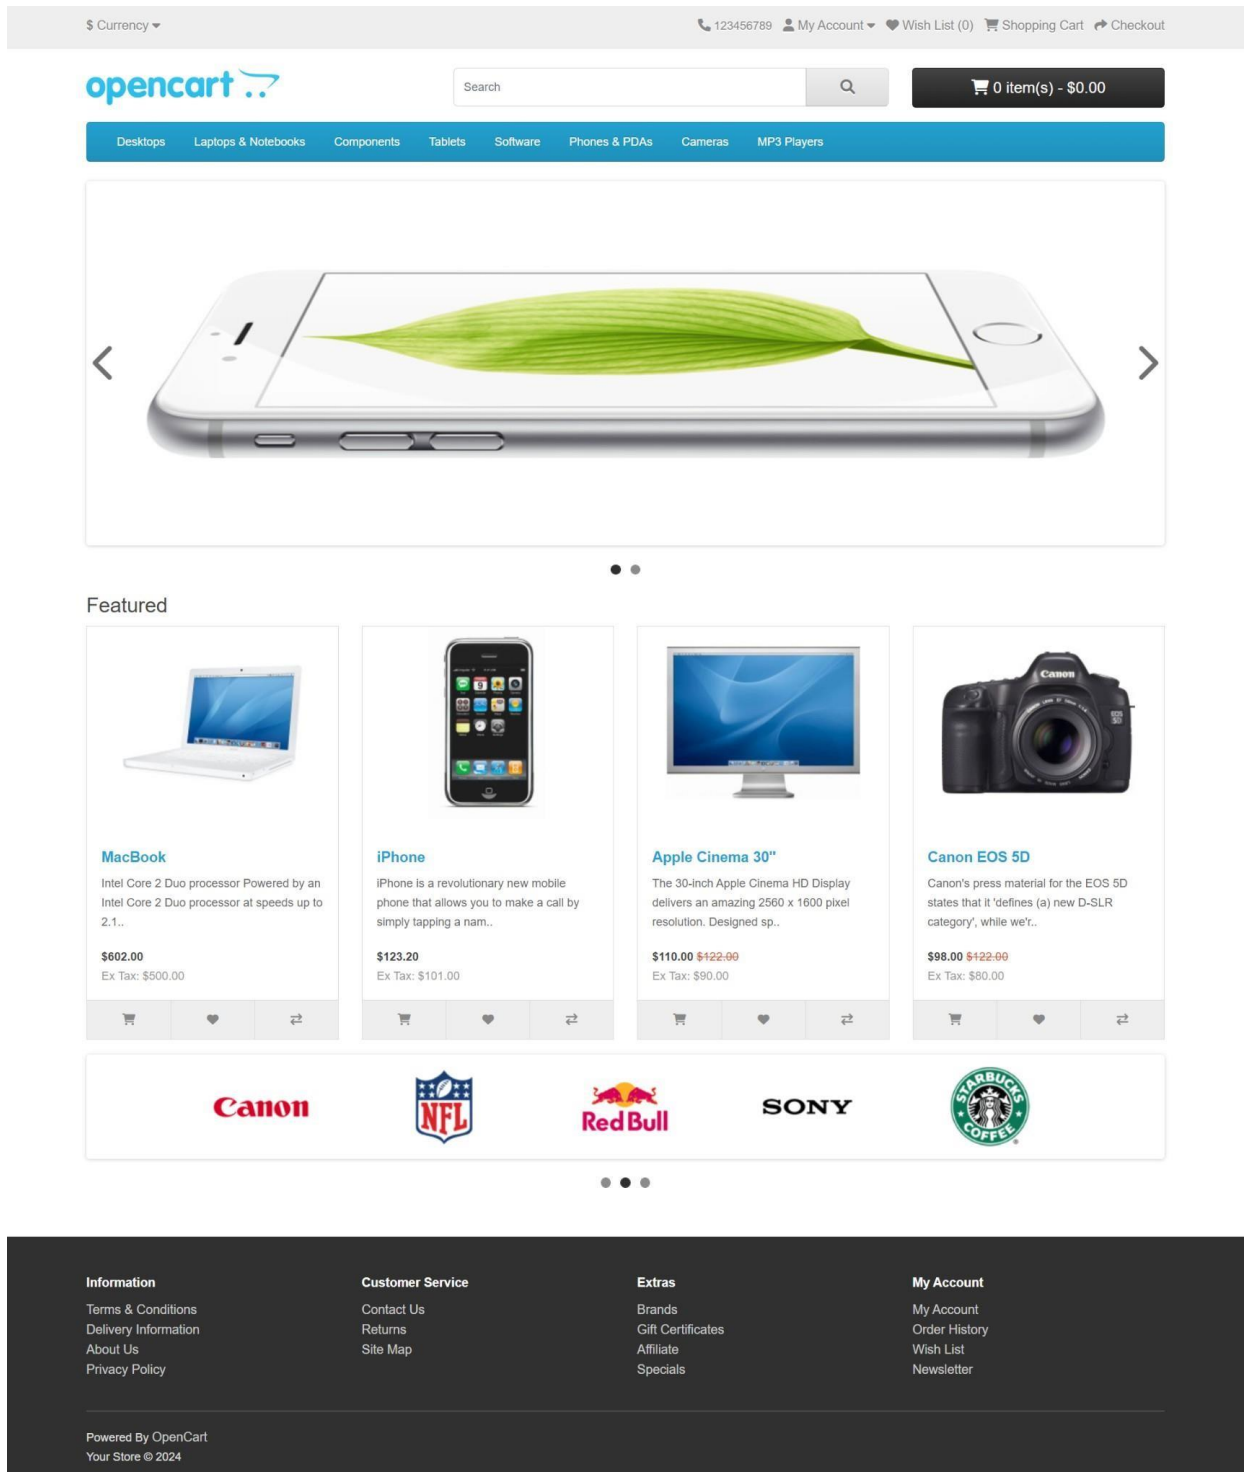 $ Currency
123456789 My Account Wish List (0) Shopping Cart Checkout
opencart
Search
0 item(s) - $0.00
Desktops Laptops & Notebooks Components Tablets Software Phones & PDAs Cameras MP3 Players
Featured
Canon
MacBook
Intel Core 2 Duo processor Powered by an
Intel Core 2 Duo processor at speeds up to
2.1..
$602.00
Ex Tax: $500.00
iPhone
iPhone is a revolutionary new mobile
phone that allows you to make a call by
simply tapping a nam..
$123.20
Ex Tax: $101.00
Apple Cinema 30"
The 30-inch Apple Cinema HD Display
delivers an amazing 2560 x 1600 pixel
resolution. Designed sp..
$110.00 $122.00
Ex Tax: $90.00
Canon EOS 5D
Canon's press material for the EOS 5D
states that it 'defines (a) new D-SLR
category', while we'r..
$98.00 $122.00
Ex Tax: $80.00
Canon
NFL
Red Bull
SONY
STARBUCKS COFFEE
Information
Terms & Conditions
Delivery Information
About Us
Privacy Policy
Customer Service
Contact Us
Returns
Site Map
Extras
Brands
Gift Certificates
Affiliate
Specials
My Account
My Account
Order History
Wish List
Newsletter
Powered By OpenCart
Your Store © 2024